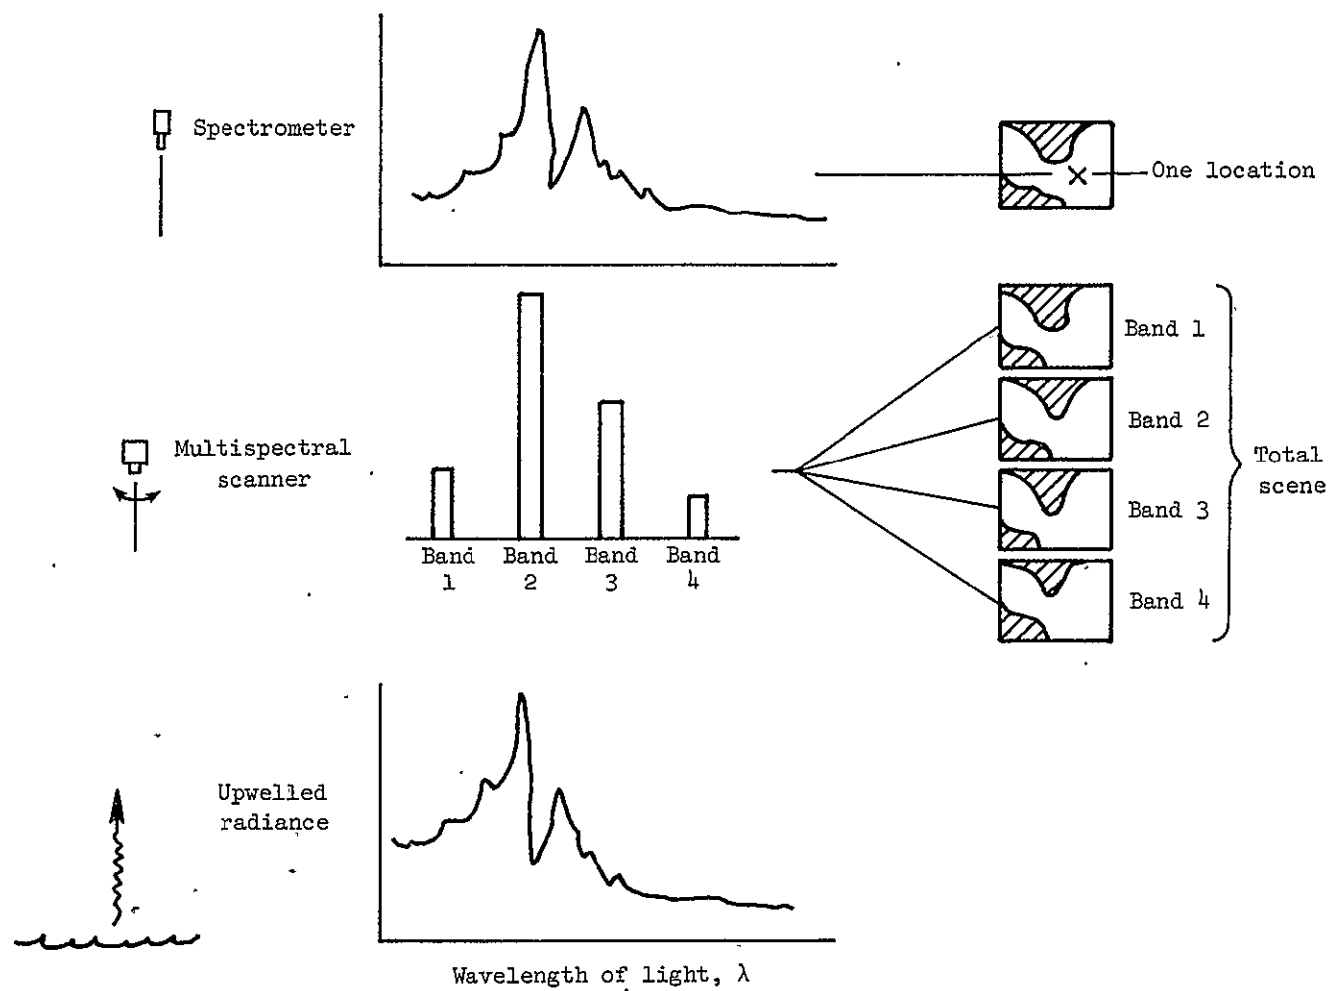 Spectrometer
One location
Multispectral
scanner
Band
1
Band
2
Band
3
Band
4
Band 1
Band 2
Band 3
Band 4
Total
scene
Upwelled
radiance
Wavelength of light, λ